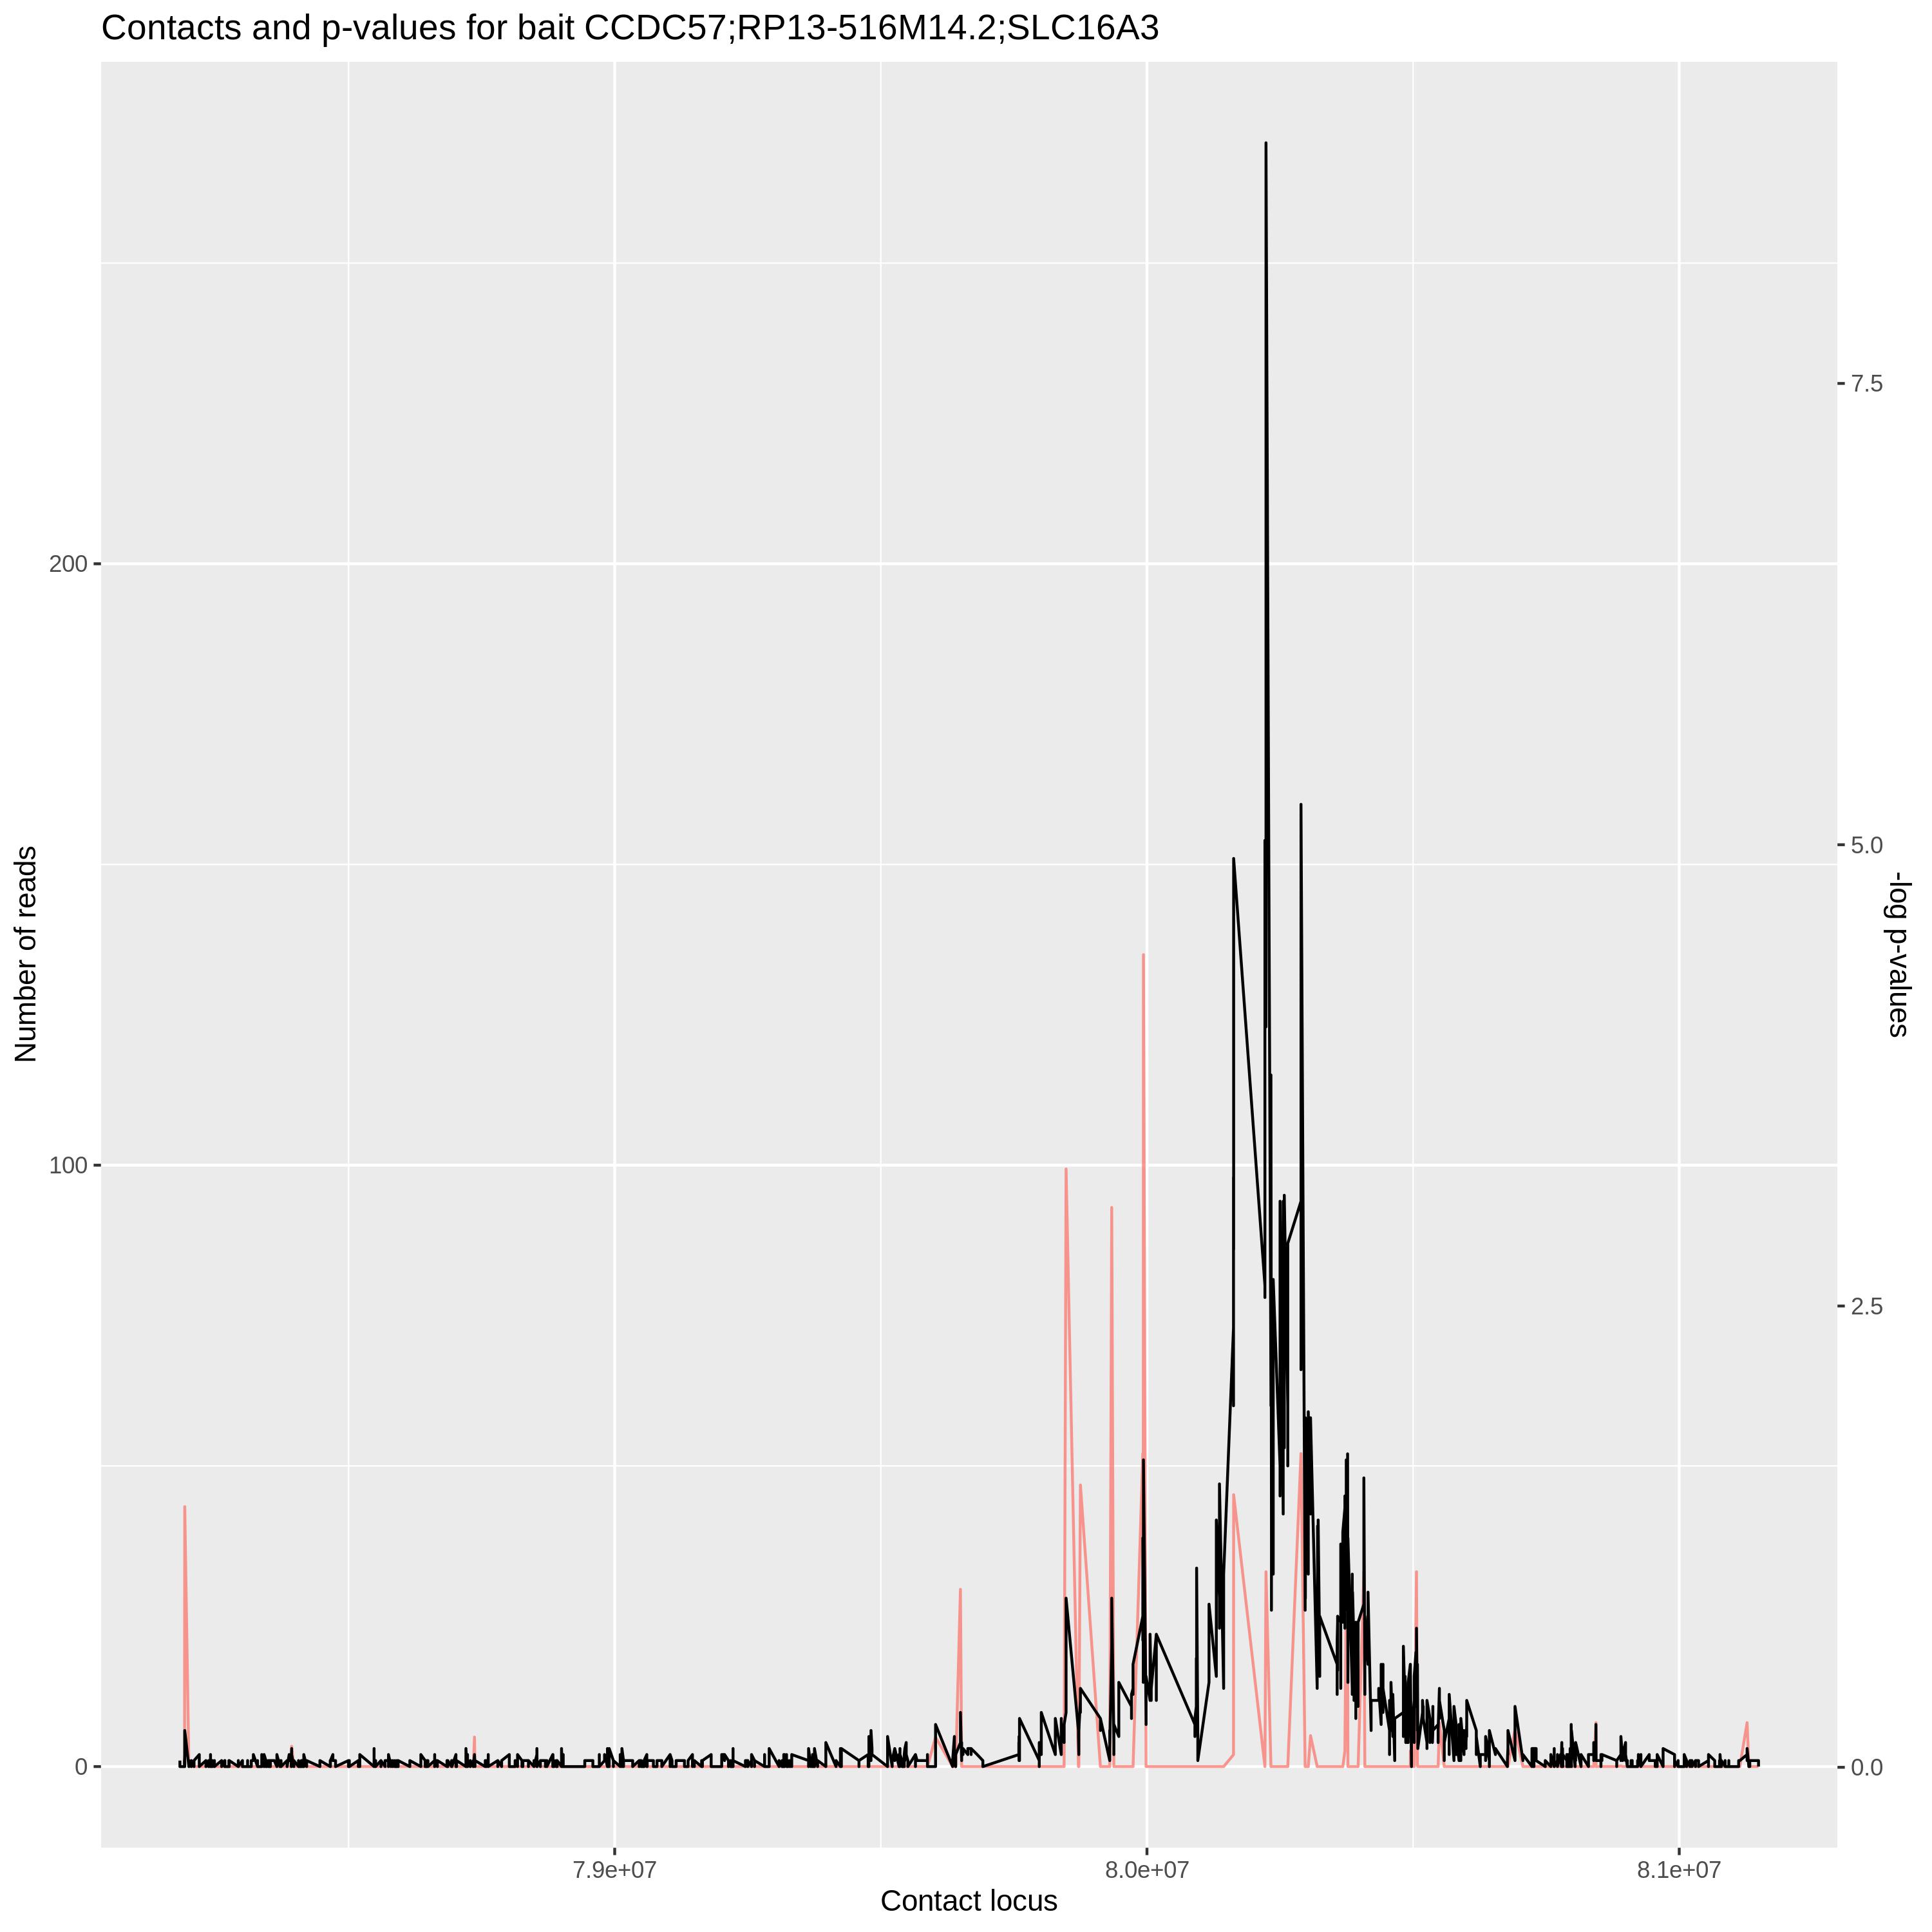 Contacts and p-values for bait CCDC57;RP13-516M14.2;SLC16A3
200
100
0
Number of reads
7.5
5.0
2.5
0.0
-log p-values
7.9e+07
8.0e+07
8.1e+07
Contact locus